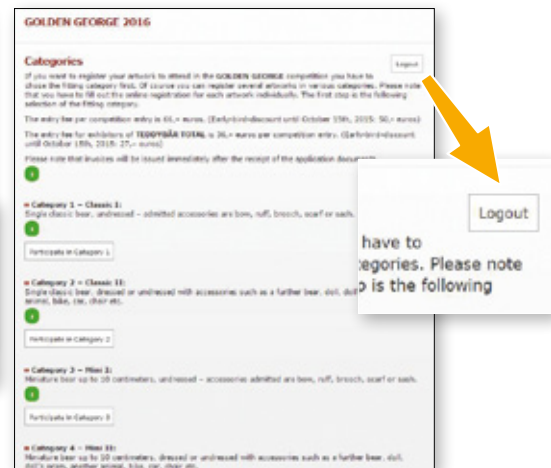 GOLDEN GEORGE 2016
Categories
Logout
If you want to register your artwork to attend in the GOLDEN GEORGE competition you have to
chose the fitting category first. Of course you can register several artworks in various categories. Please note
that you have to fill out the online registration for each artwork individually. The first step is the following
selection of the fitting category.
The entry fee per competition entry is 66,– euros. (Early-bird-discount until October 15th, 2015: 50,– euros)
The entry fee for exhibitors of TEDDYBÄR TOTAL is 36,– euros per competition entry. (Early-bird-discount
until October 15th, 2015: 27,– euros)
Please note that invoices will be issued immediately after the receipt of the application documents.
Category 1 – Classic I:
Single classic bear, undressed – admitted accessories are bow, ruff, brooch, scarf or sash.
Participate in Category 1
Category 2 – Classic II:
Single classic bear, dressed or undressed with accessories such as a further bear, doll,
animal, bike, car, chair etc.
Participate in Category 2
Category 3 – Mini I:
Miniature bear up to 10 centimeters, undressed – accessories admitted are bow, ruff, brooch, scarf or sash.
Participate in Category 3
Category 4 – Mini II:
Miniature bear up to 10 centimeters, dressed or undressed with accessories such as a further bear, doll,
doll's pram, another animal, bike, car, chair etc.
Logout
have to
tegories. Please note
p is the following